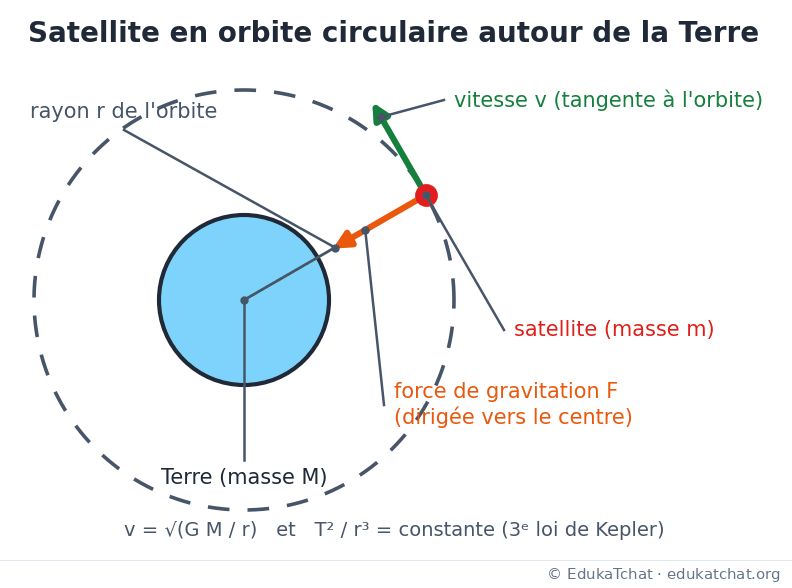 Satellite en orbite circulaire autour de la Terre
rayon r de l'orbite
vitesse v (tangente à l'orbite)
satellite (masse m)
force de gravitation F
(dirigée vers le centre)
Terre (masse M)
v = √(G M / r)   et   T² / r³ = constante (3ᵉ loi de Kepler)
© EdukaTchat · edukatchat.org